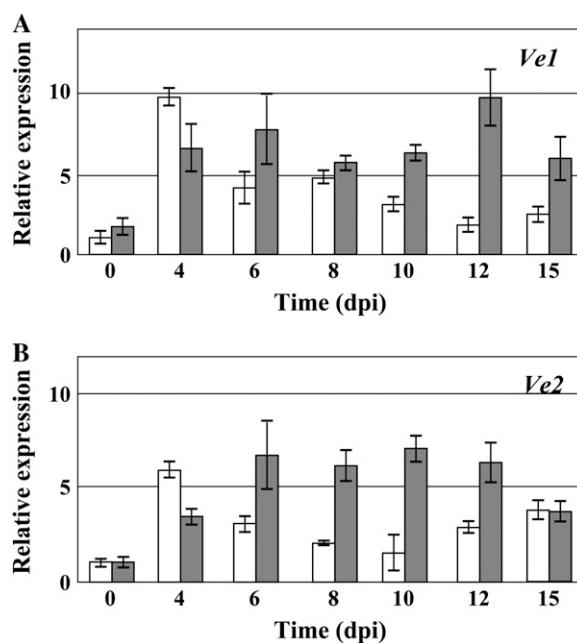 A
Ve1
Relative expression
10
5
0
0 4 6 8 10 12 15
Time (dpi)
B
Ve2
Relative expression
10
5
0
0 4 6 8 10 12 15
Time (dpi)